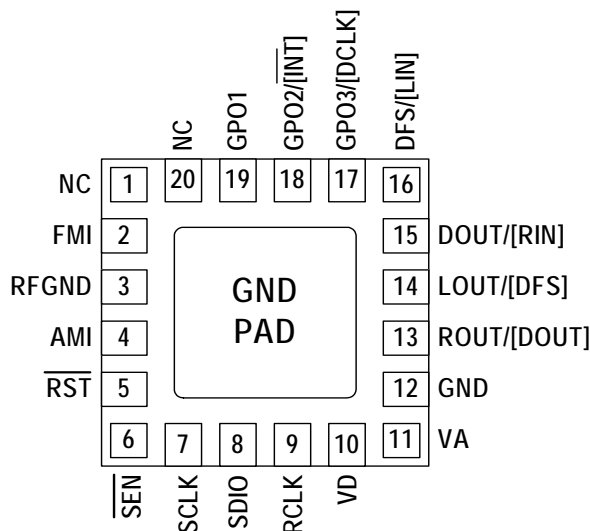 NC
GPO1
GPO2/[INT]
GPO3/[DCLK]
DFS/[LIN]
NC 1 20 19 18 17 16
FMI 2 15 DOUT/[RIN]
RFGND 3 14 LOUT/[DFS]
GND
PAD
AMI 4 13 ROUT/[DOUT]
RST 5 12 GND
6 7 8 9 10 11 VA
SEN
SCLK
SDIO
RCLK
VD